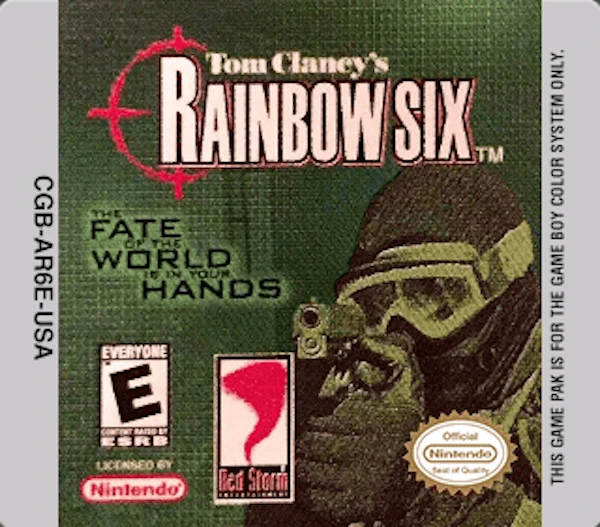 Tom Clancy's
RAINBOW SIX™
THE
FATE
OF THE
WORLD
IS IN YOUR
HANDS
EVERYONE
E
CONTENT RATED BY
ESRB
LICENSED BY
Nintendo®
Red Storm
ENTERTAINMENT
Official
Nintendo
Seal of Quality
CGB-AR6E-USA
THIS GAME PAK IS FOR THE GAME BOY COLOR SYSTEM ONLY.